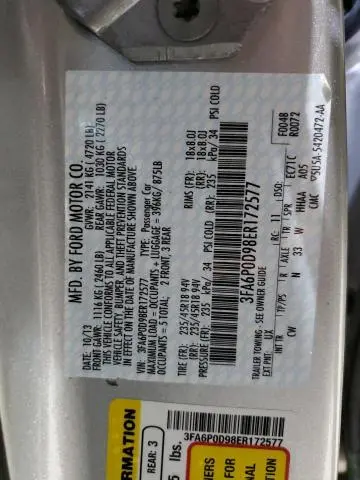 MFD. BY FORD MOTOR CO.
10/13 GVWR: 2141 KG ( 4720 LB)
FRONT GAWR: 1116 KG ( 2460 LB) REAR GAWR: 1030 KG ( 2270 LB)
THIS VEHICLE CONFORMS TO ALL APPLICABLE FEDERAL MOTOR
VEHICLE SAFETY, BUMPER, AND THEFT PREVENTION STANDARDS
IN EFFECT ON THE DATE OF MANUFACTURE SHOWN ABOVE.
VIN: 3FA6P0D98ER172577 TYPE: Passenger Car
MAXIMUM LOAD = OCCUPANTS + LUGGAGE = 396KG/ 875LB
OCCUPANTS = 5 TOTAL: 2 FRONT, 3 REAR
TIRE (FR): 235/45R18 94V RIMS (FR): 18x8.0J
TIRE (RR): 235/45R18 94V (RR): 18x8.0J
PRESSURE (FR): 235 kPa/ 34 PSI COLD (RR): 235 kPa/ 34 PSI COLD
3FA6P0D98ER172577
TRAILER TOWING - SEE OWNER GUIDE F0048
R0072
EXT PNT: UX RC: 11 DSO:
INT TR TP/PS R AXLE TR SPR EC71C
CW N 33 W HHAA A05
CMC 5U5A-5420472-AA
3FA6P0D98ER172577
REAR: 3
lbs.